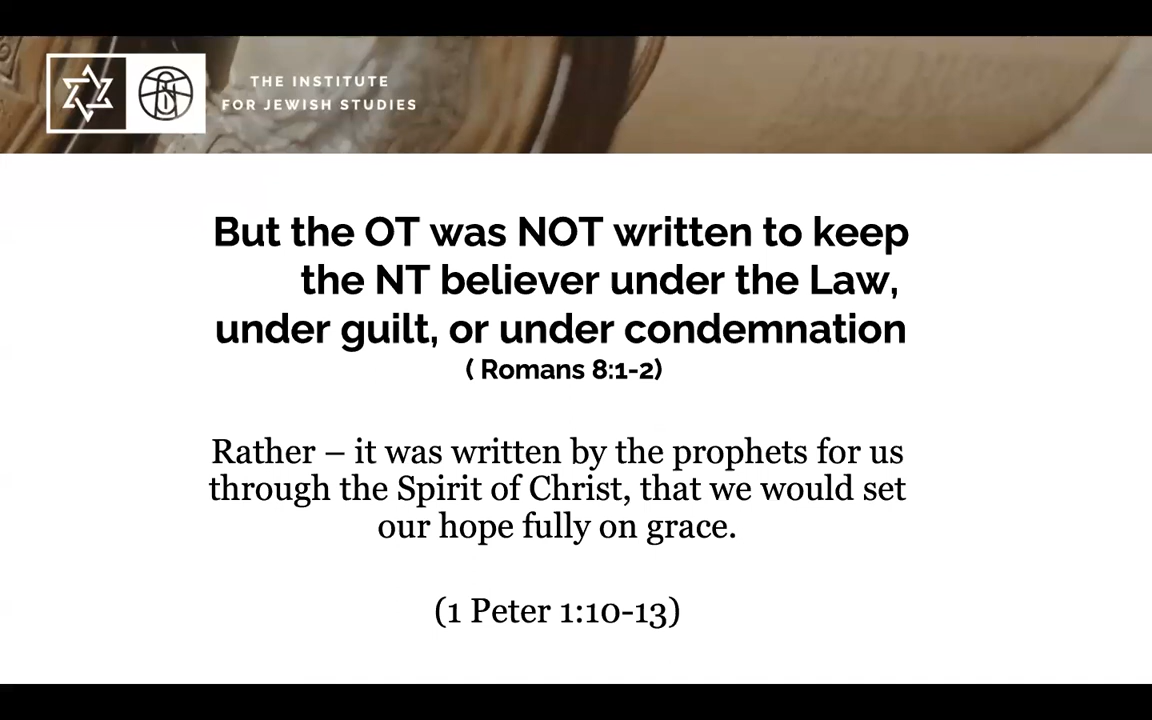 THE INSTITUTE
FOR JEWISH STUDIES
But the OT was NOT written to keep
the NT believer under the Law,
under guilt, or under condemnation
( Romans 8:1-2)
Rather – it was written by the prophets for us
through the Spirit of Christ, that we would set
our hope fully on grace.
(1 Peter 1:10-13)